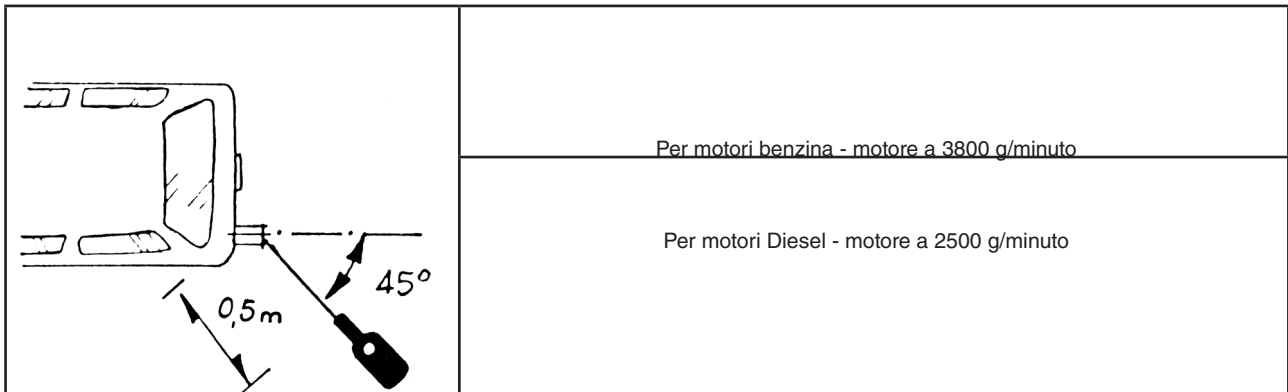 45°
0,5m
Per motori benzina - motore a 3800 g/minuto
Per motori Diesel - motore a 2500 g/minuto